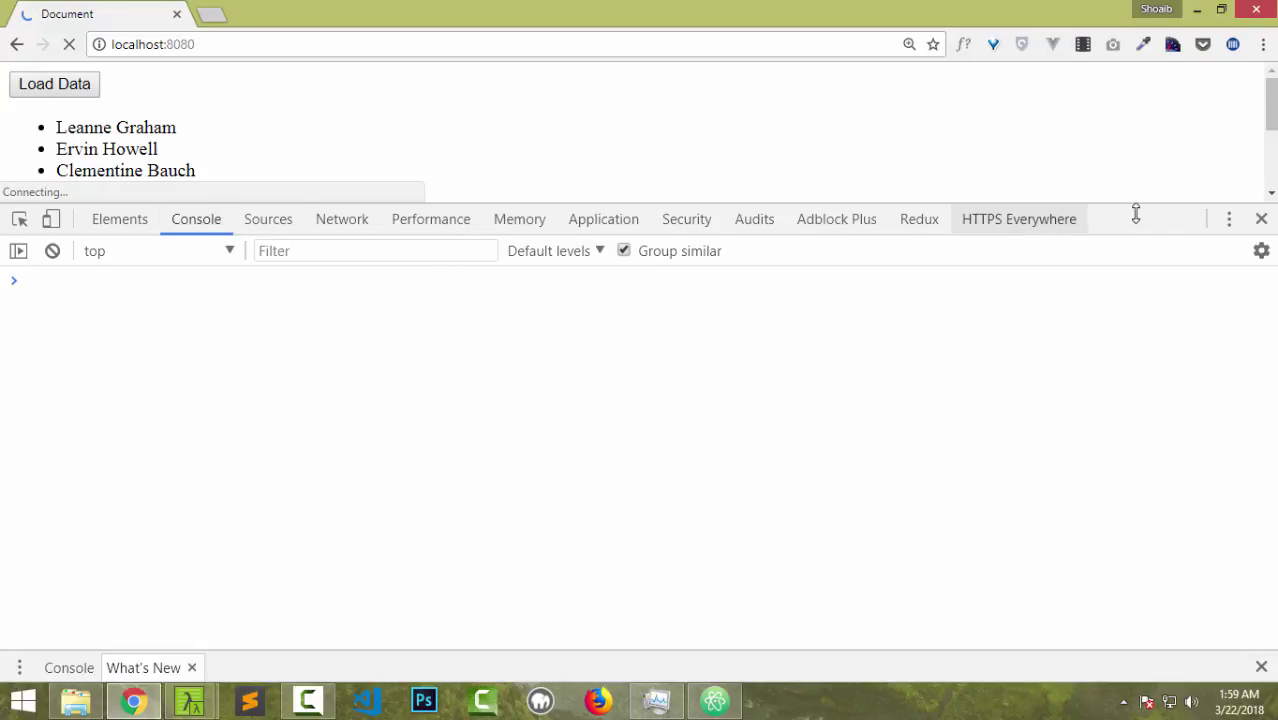 Document
Shoaib
localhost:8080
f?
Load Data
Leanne Graham
Ervin Howell
Clementine Bauch
Connecting...
Elements Console Sources Network Performance Memory Application Security Audits Adblock Plus Redux HTTPS Everywhere
top Filter Default levels Group similar
Console What's New
Ps
1:59 AM
3/22/2018